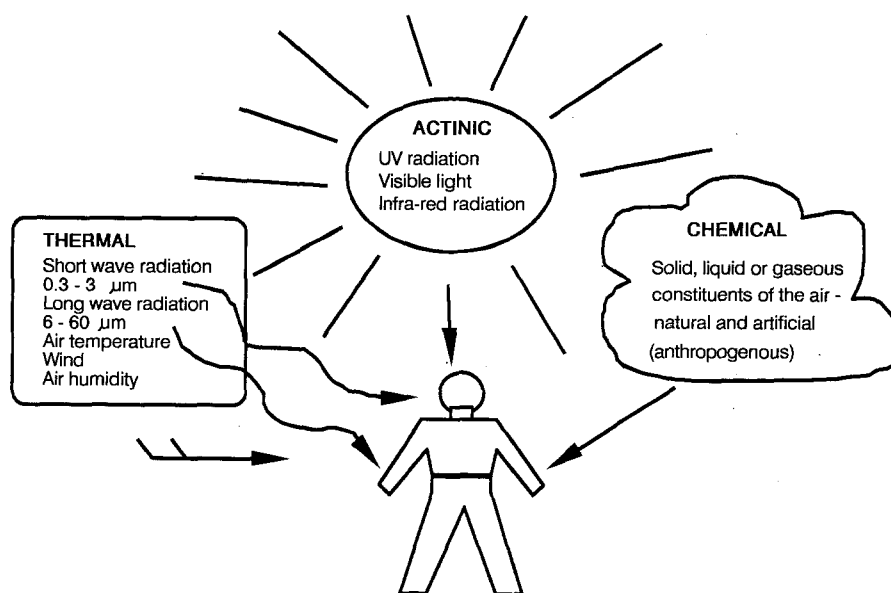 ACTINIC
UV radiation
Visible light
Infra-red radiation
THERMAL
Short wave radiation
0.3 - 3 µm
Long wave radiation
6 - 60 µm
Air temperature
Wind
Air humidity
CHEMICAL
Solid, liquid or gaseous
constituents of the air -
natural and artificial
(anthropogenous)